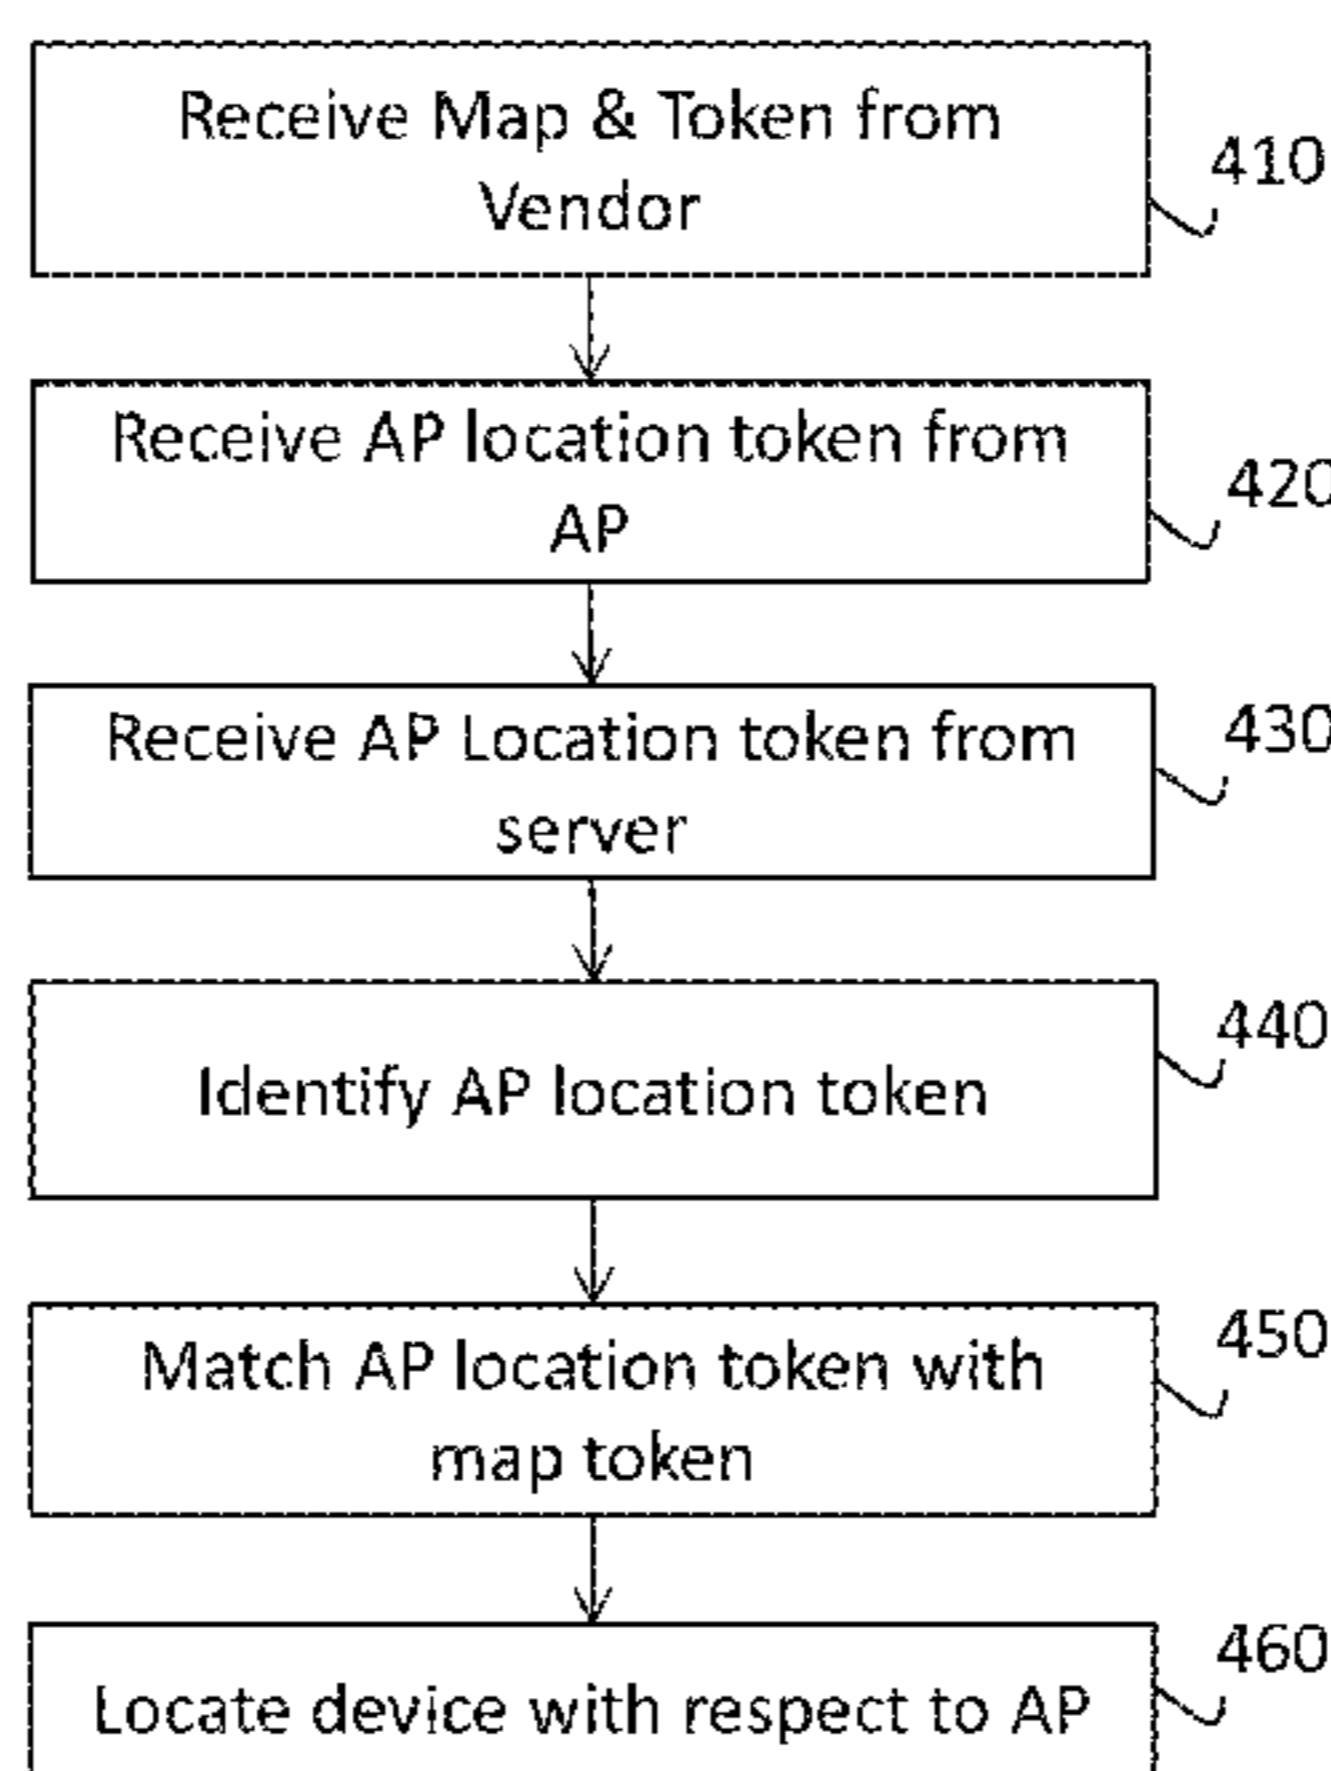 Receive Map & Token from
Vendor
410
Receive AP location token from
AP
420
Receive AP Location token from
server
430
Identify AP location token
440
Match AP location token with
map token
450
Locate device with respect to AP
460